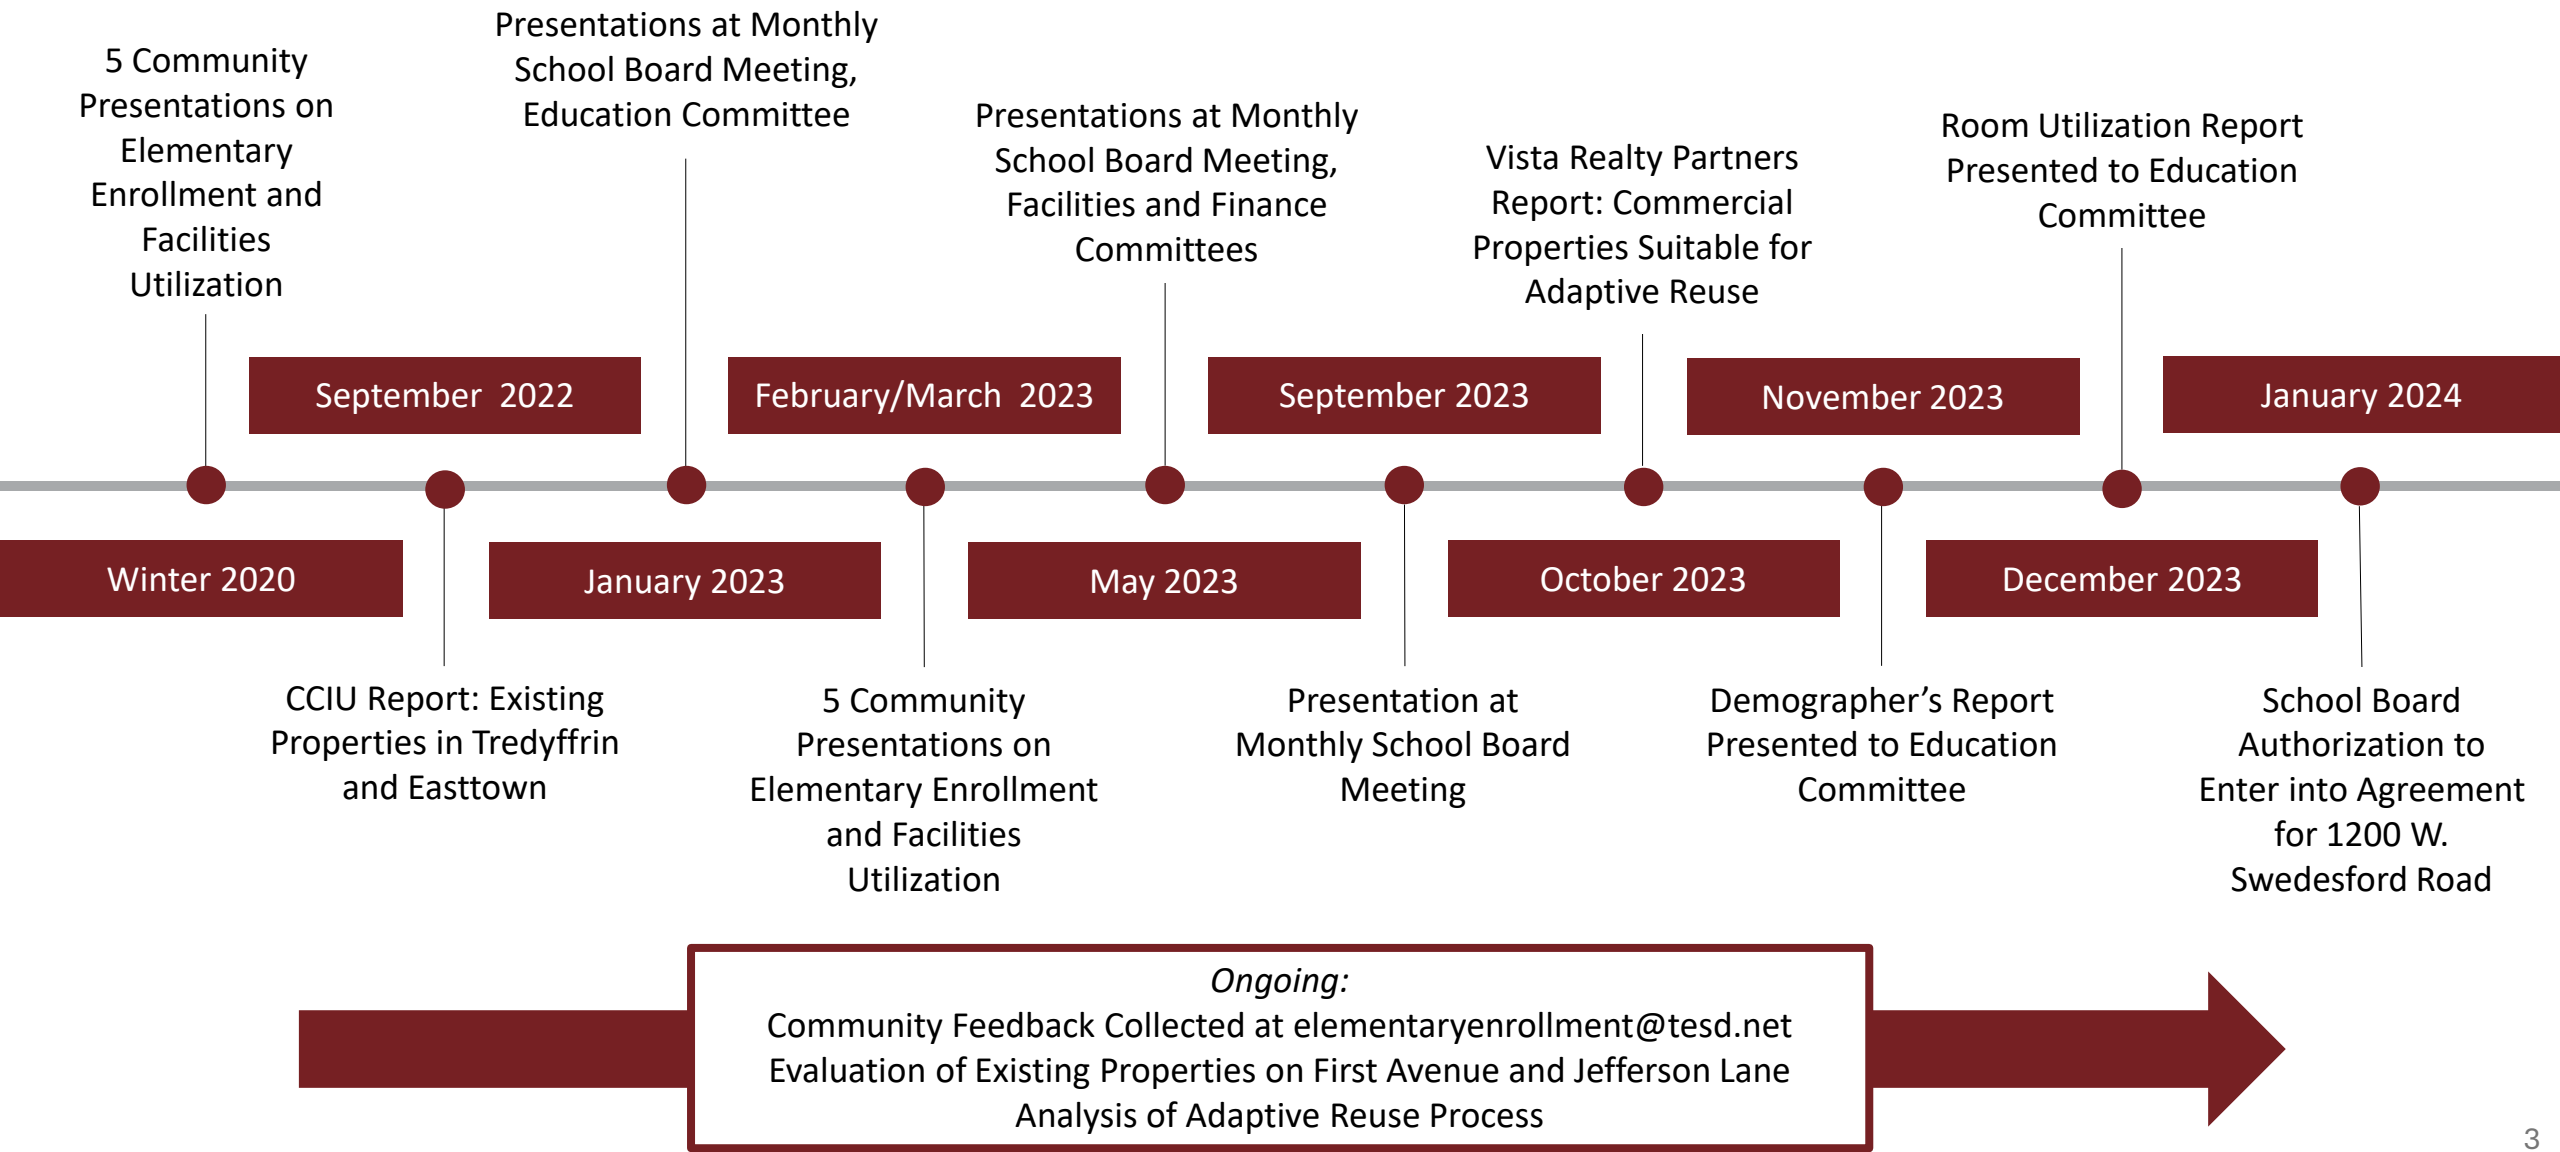 5 Community
Presentations on
Elementary
Enrollment and
Facilities
Utilization
Winter 2020
September 2022
CCIU Report: Existing
Properties in Tredyffrin
and Easttown
Presentations at Monthly
School Board Meeting,
Education Committee
January 2023
February/March 2023
5 Community
Presentations on
Elementary Enrollment
and Facilities
Utilization
Presentations at Monthly
School Board Meeting,
Facilities and Finance
Committees
May 2023
September 2023
Presentation at
Monthly School Board
Meeting
Vista Realty Partners
Report: Commercial
Properties Suitable for
Adaptive Reuse
October 2023
November 2023
Demographer’s Report
Presented to Education
Committee
Room Utilization Report
Presented to Education
Committee
December 2023
January 2024
School Board
Authorization to
Enter into Agreement
for 1200 W.
Swedesford Road
Ongoing:
Community Feedback Collected at elementaryenrollment@tesd.net
Evaluation of Existing Properties on First Avenue and Jefferson Lane
Analysis of Adaptive Reuse Process
3